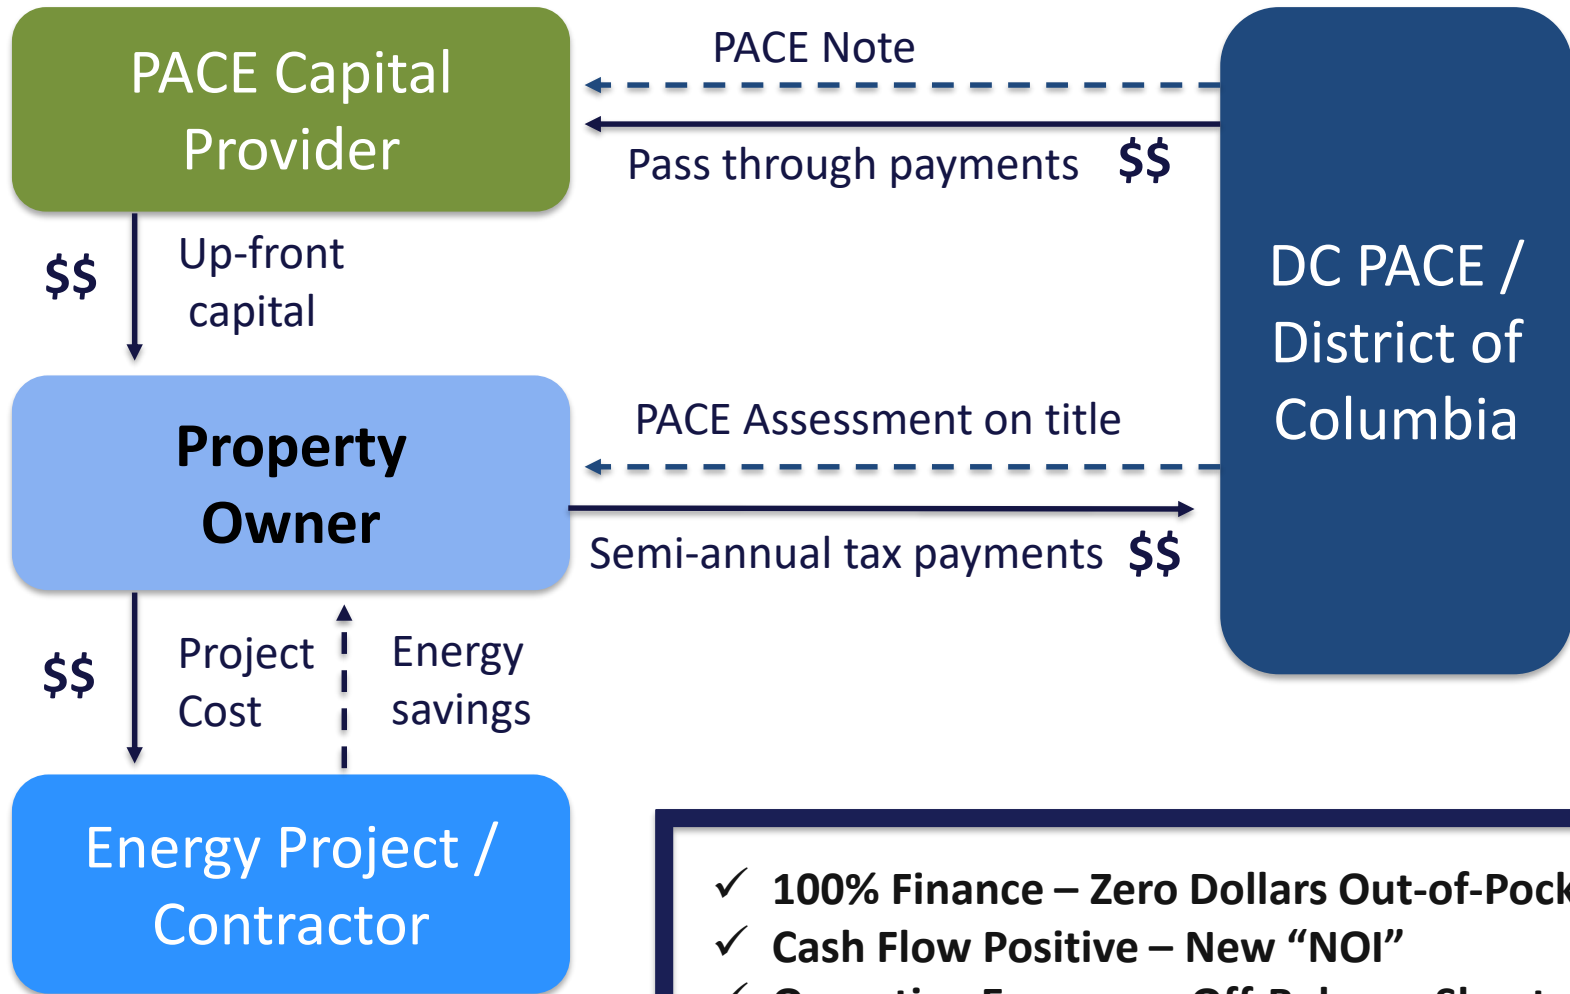 PACE Capital
Provider
PACE Note
Pass through payments $$
$$
Up-front
capital
DC PACE /
District of
Columbia
Property
Owner
PACE Assessment on title
Semi-annual tax payments $$
$$
Project
Cost
Energy
savings
Energy Project /
Contractor
✓ 100% Finance – Zero Dollars Out-of-Pock
✓ Cash Flow Positive – New “NOI”